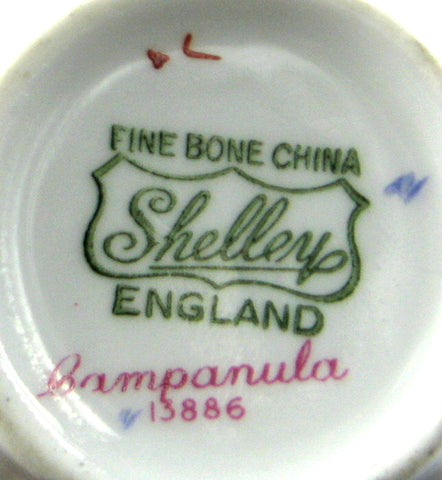 FINE BONE CHINA
Shelley
ENGLAND
Campanula
13886